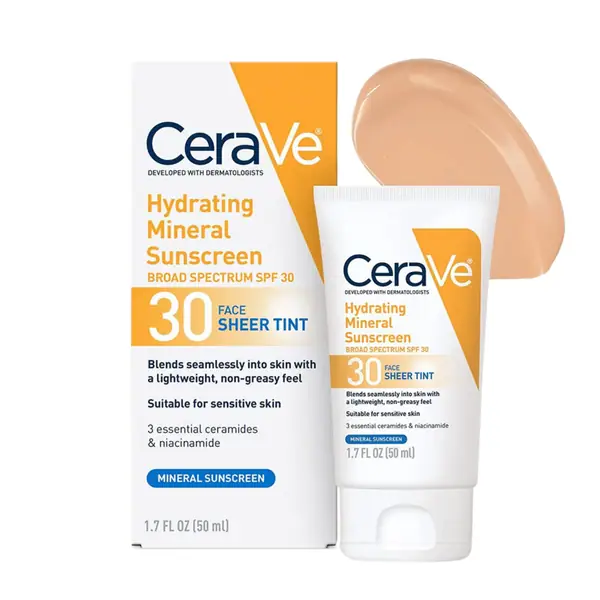 CeraVe®
DEVELOPED WITH DERMATOLOGISTS
Hydrating
Mineral
Sunscreen
BROAD SPECTRUM SPF 30
30 FACE
SHEER TINT
Blends seamlessly into skin with
a lightweight, non-greasy feel
Suitable for sensitive skin
3 essential ceramides
& niacinamide
MINERAL SUNSCREEN
1.7 FL OZ (50 ml)
CeraVe®
DEVELOPED WITH DERMATOLOGISTS
Hydrating
Mineral
Sunscreen
BROAD SPECTRUM SPF 30
30 FACE
SHEER TINT
Blends seamlessly into skin with
a lightweight, non-greasy feel
Suitable for sensitive skin
3 essential ceramides & niacinamide
MINERAL SUNSCREEN
1.7 FL OZ (50 ml)